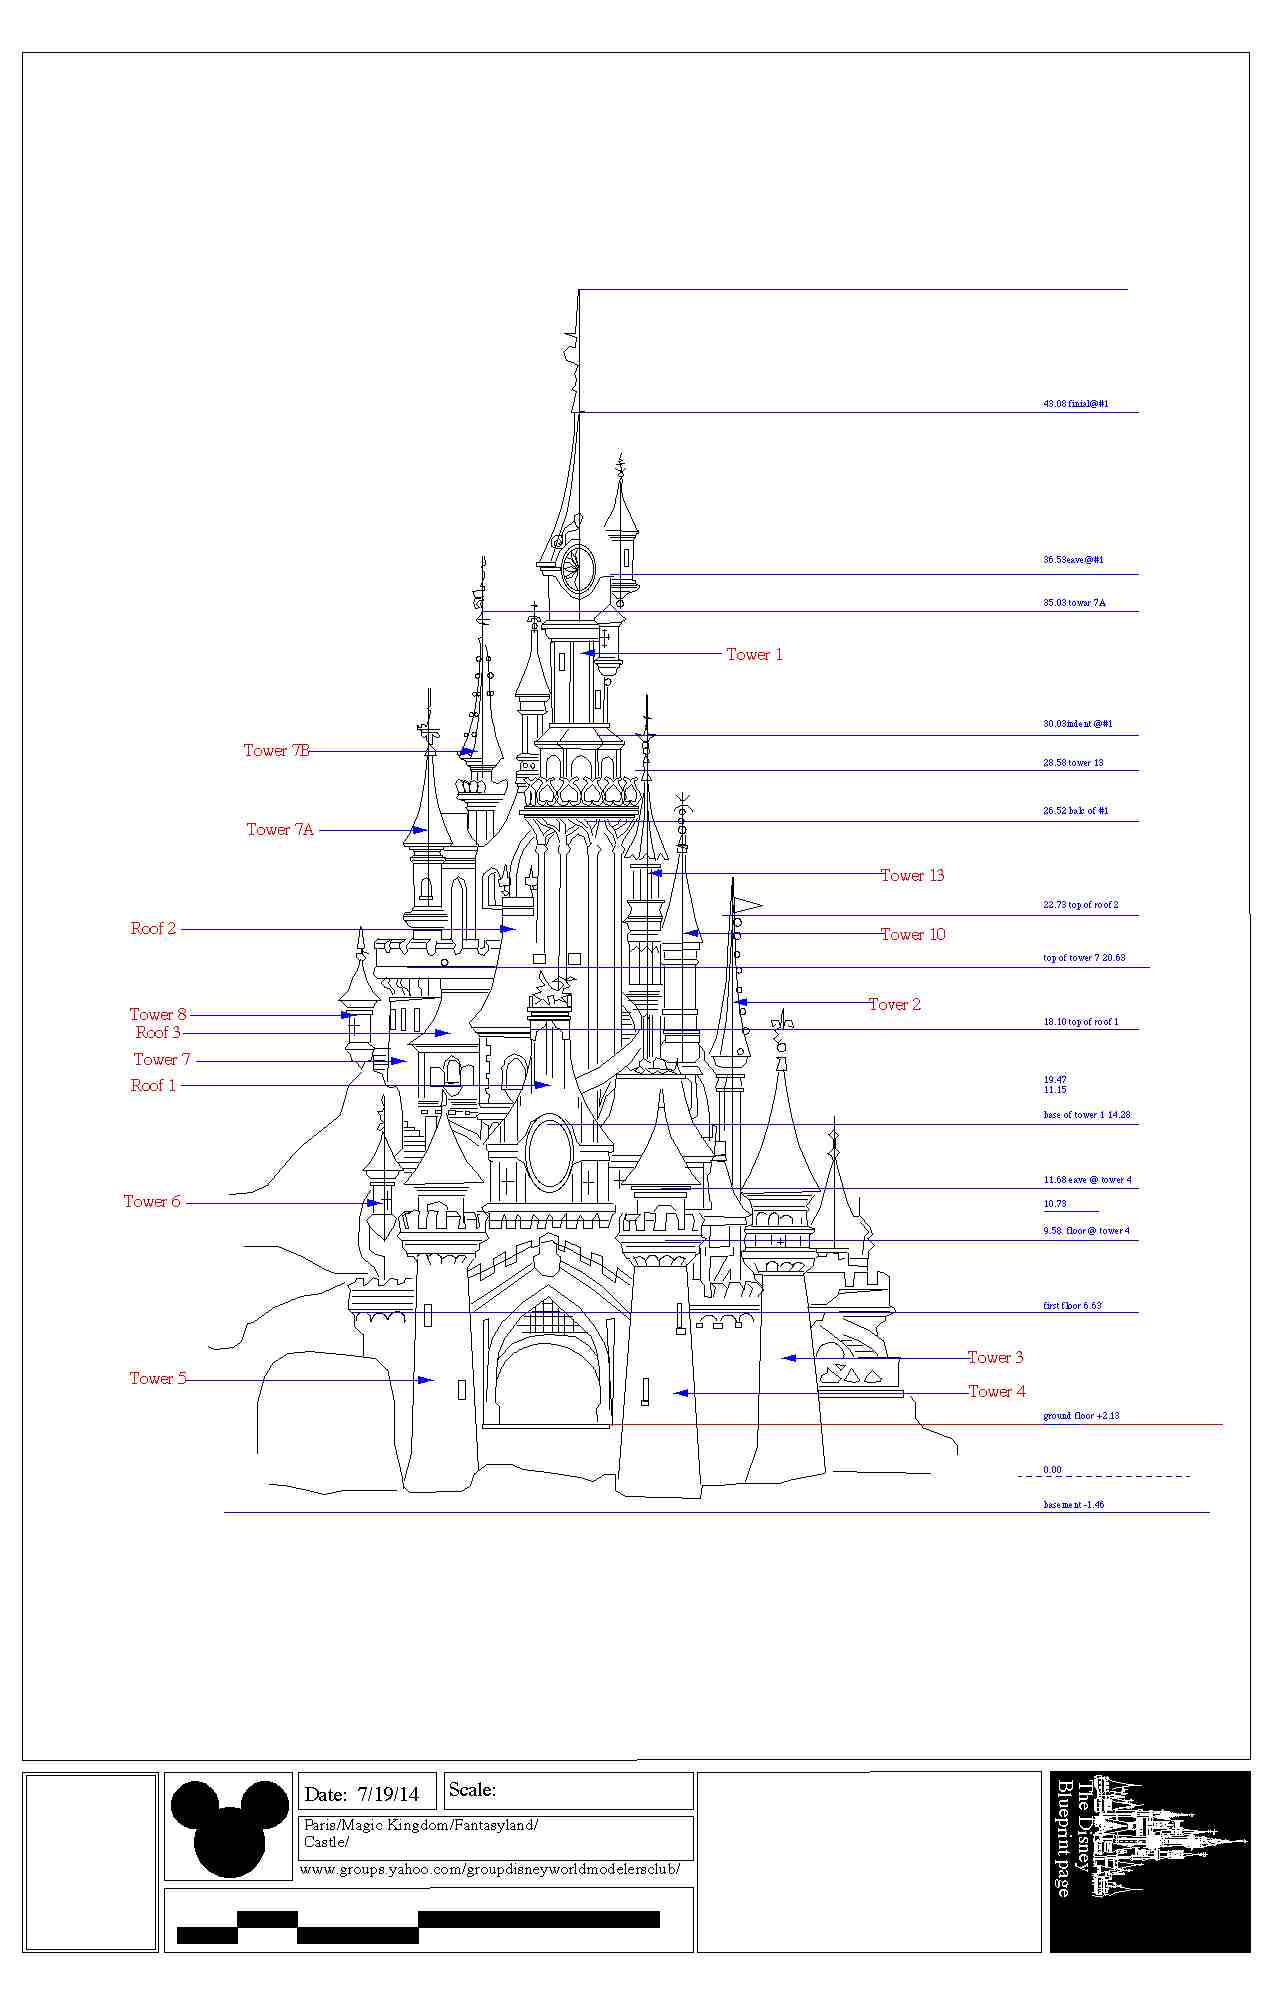 43.08 finial@#1
36.53eave@#1
35.03 towar 7A
Tower 1
30.03indent @#1
Tower 7B
28.58 tower 13
26.52 balc of #1
Tower 7A
Tower 13
22.73 top of roof 2
Roof 2
Tower 10
top of tower 7 20.63
Tover 2
Tower 8
18.10 top of roof 1
Roof 3
Tower 7
19.47
Roof 1
11.15
base of tower 1 14.28
11.68 eave @ tower 4
Tower 6
10.73
9.58 floor @ tower 4
first floor 6.63
Tower 3
Tower 5
Tower 4
ground floor +2.13
0.00
basement -1.46
Date: 7/19/14
Scale:
Paris/Magic Kingdom/Fantasyland/
Castle/
www.groups.yahoo.com/groupdisneyworldmodelersclub/
The Disney
Blueprint page